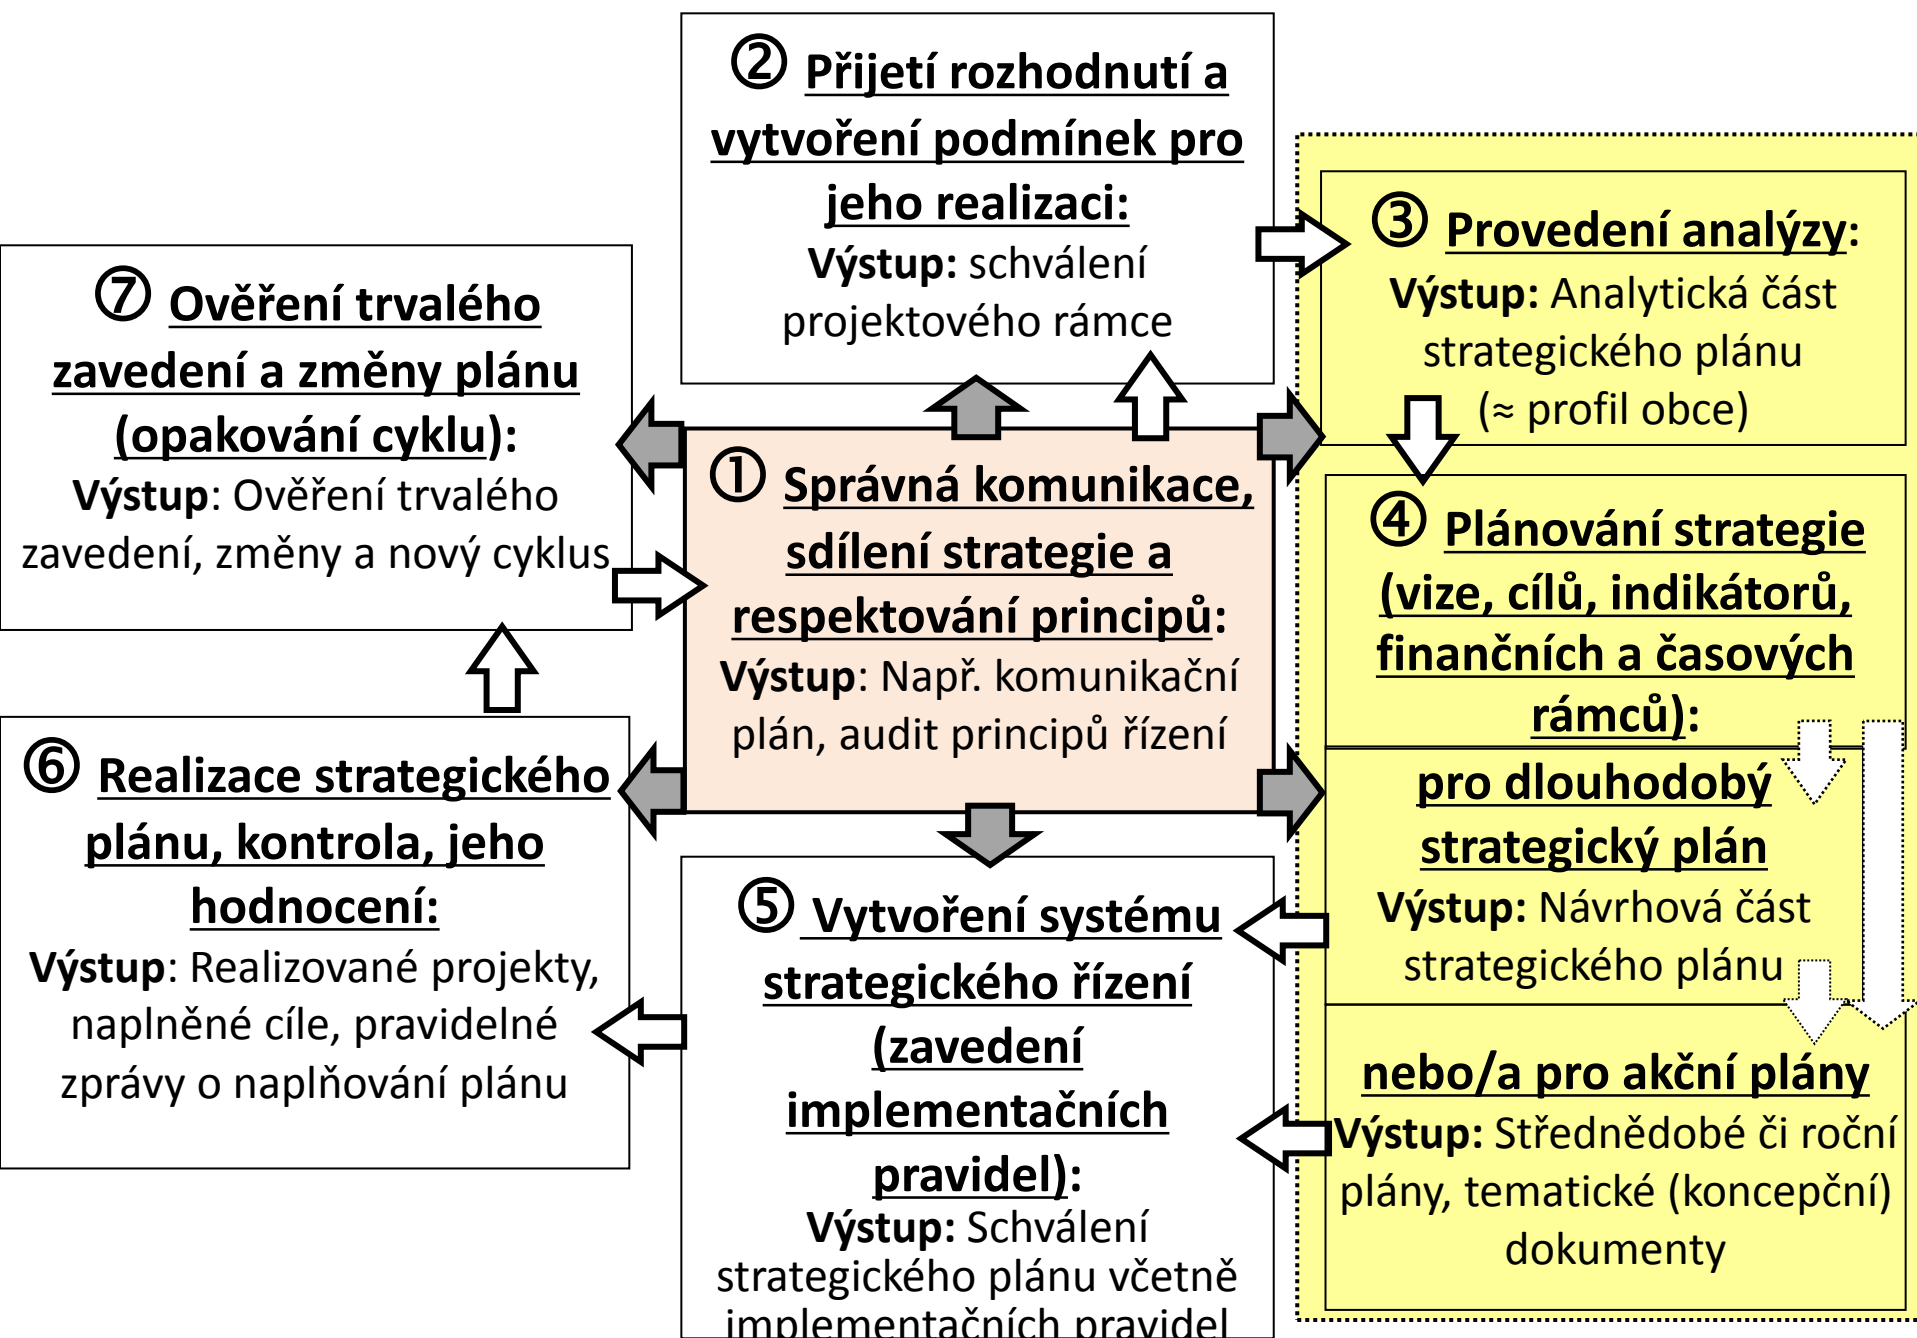 ② Přijetí rozhodnutí a
vytvoření podmínek pro
jeho realizaci:
Výstup: schválení
projektového rámce
③ Provedení analýzy:
Výstup: Analytická část
strategického plánu
(≈ profil obce)
⑦ Ověření trvalého
zavedení a změny plánu
(opakování cyklu):
Výstup: Ověření trvalého
zavedení, změny a nový cyklus
① Správná komunikace,
sdílení strategie a
respektování principů:
Výstup: Např. komunikační
plán, audit principů řízení
④ Plánování strategie
(vize, cílů, indikátorů,
finančních a časových
rámců):
pro dlouhodobý
strategický plán
Výstup: Návrhová část
strategického plánu
nebo/a pro akční plány
Výstup: Střednědobé či roční
plány, tematické (koncepční)
dokumenty
⑥ Realizace strategického
plánu, kontrola, jeho
hodnocení:
Výstup: Realizované projekty,
naplněné cíle, pravidelné
zprávy o naplňování plánu
⑤ Vytvoření systému
strategického řízení
(zavedení
implementačních
pravidel):
Výstup: Schválení
strategického plánu včetně
implementačních pravidel